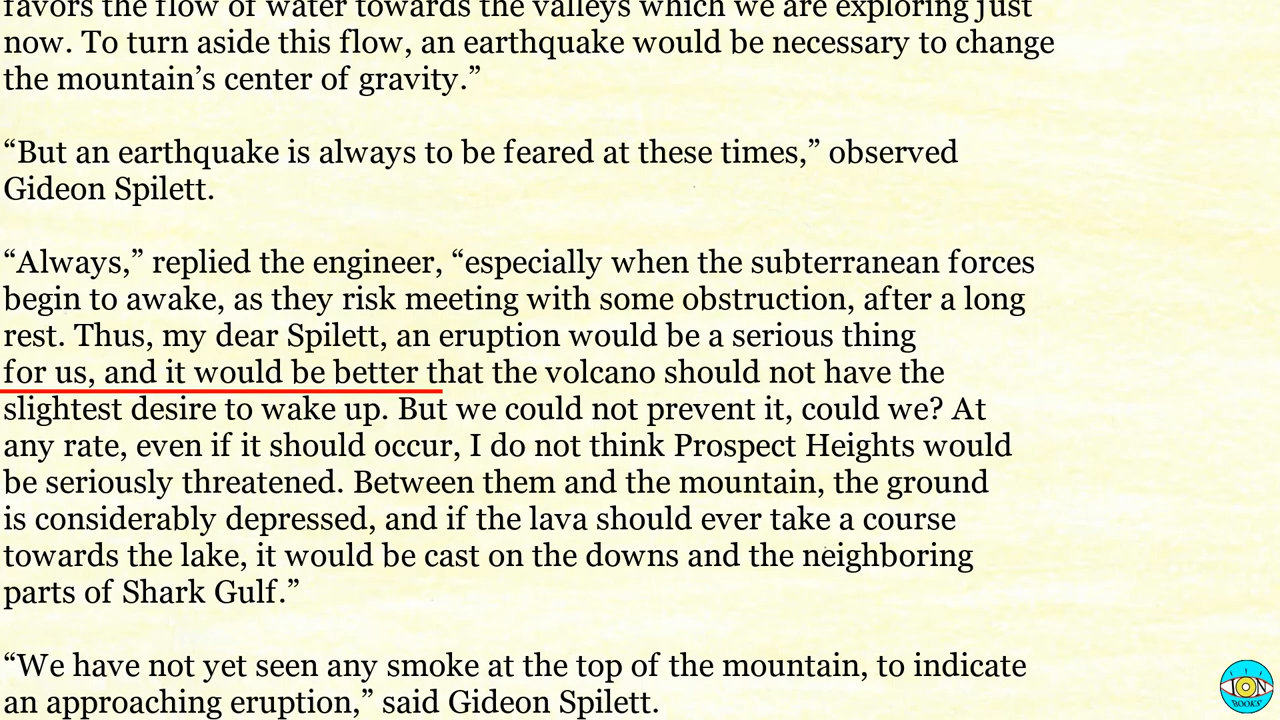 favors the flow of water towards the valleys which we are exploring just
now. To turn aside this flow, an earthquake would be necessary to change
the mountain’s center of gravity.”
“But an earthquake is always to be feared at these times,” observed
Gideon Spilett.
“Always,” replied the engineer, “especially when the subterranean forces
begin to awake, as they risk meeting with some obstruction, after a long
rest. Thus, my dear Spilett, an eruption would be a serious thing
for us, and it would be better that the volcano should not have the
slightest desire to wake up. But we could not prevent it, could we? At
any rate, even if it should occur, I do not think Prospect Heights would
be seriously threatened. Between them and the mountain, the ground
is considerably depressed, and if the lava should ever take a course
towards the lake, it would be cast on the downs and the neighboring
parts of Shark Gulf.”
“We have not yet seen any smoke at the top of the mountain, to indicate
an approaching eruption,” said Gideon Spilett.
ION
BOOKS